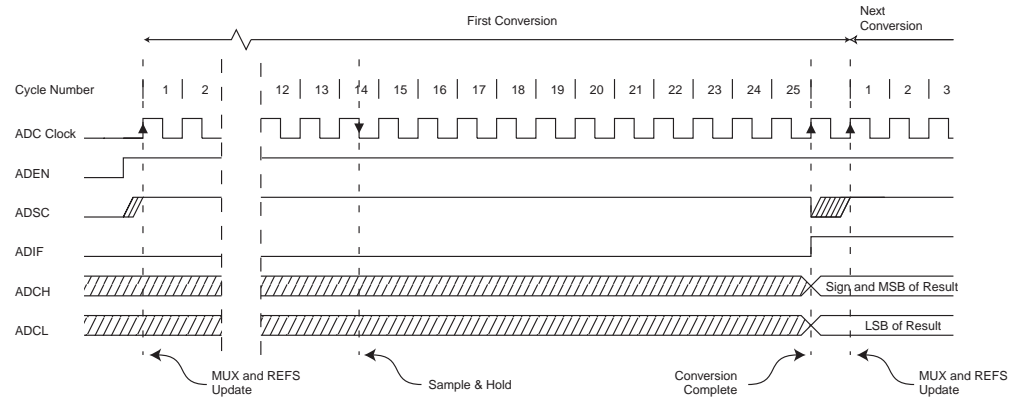 First Conversion
Next
Conversion
Cycle Number 1 2 12 13 14 15 16 17 18 19 20 21 22 23 24 25 1 2 3
ADC Clock
ADEN
ADSC
ADIF
ADCH Sign and MSB of Result
ADCL LSB of Result
MUX and REFS
Update
Sample & Hold
Conversion
Complete
MUX and REFS
Update